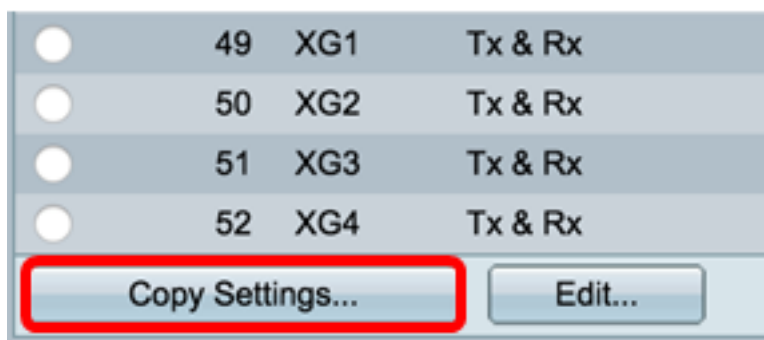 49 XG1 Tx & Rx
50 XG2 Tx & Rx
51 XG3 Tx & Rx
52 XG4 Tx & Rx
Copy Settings... Edit...